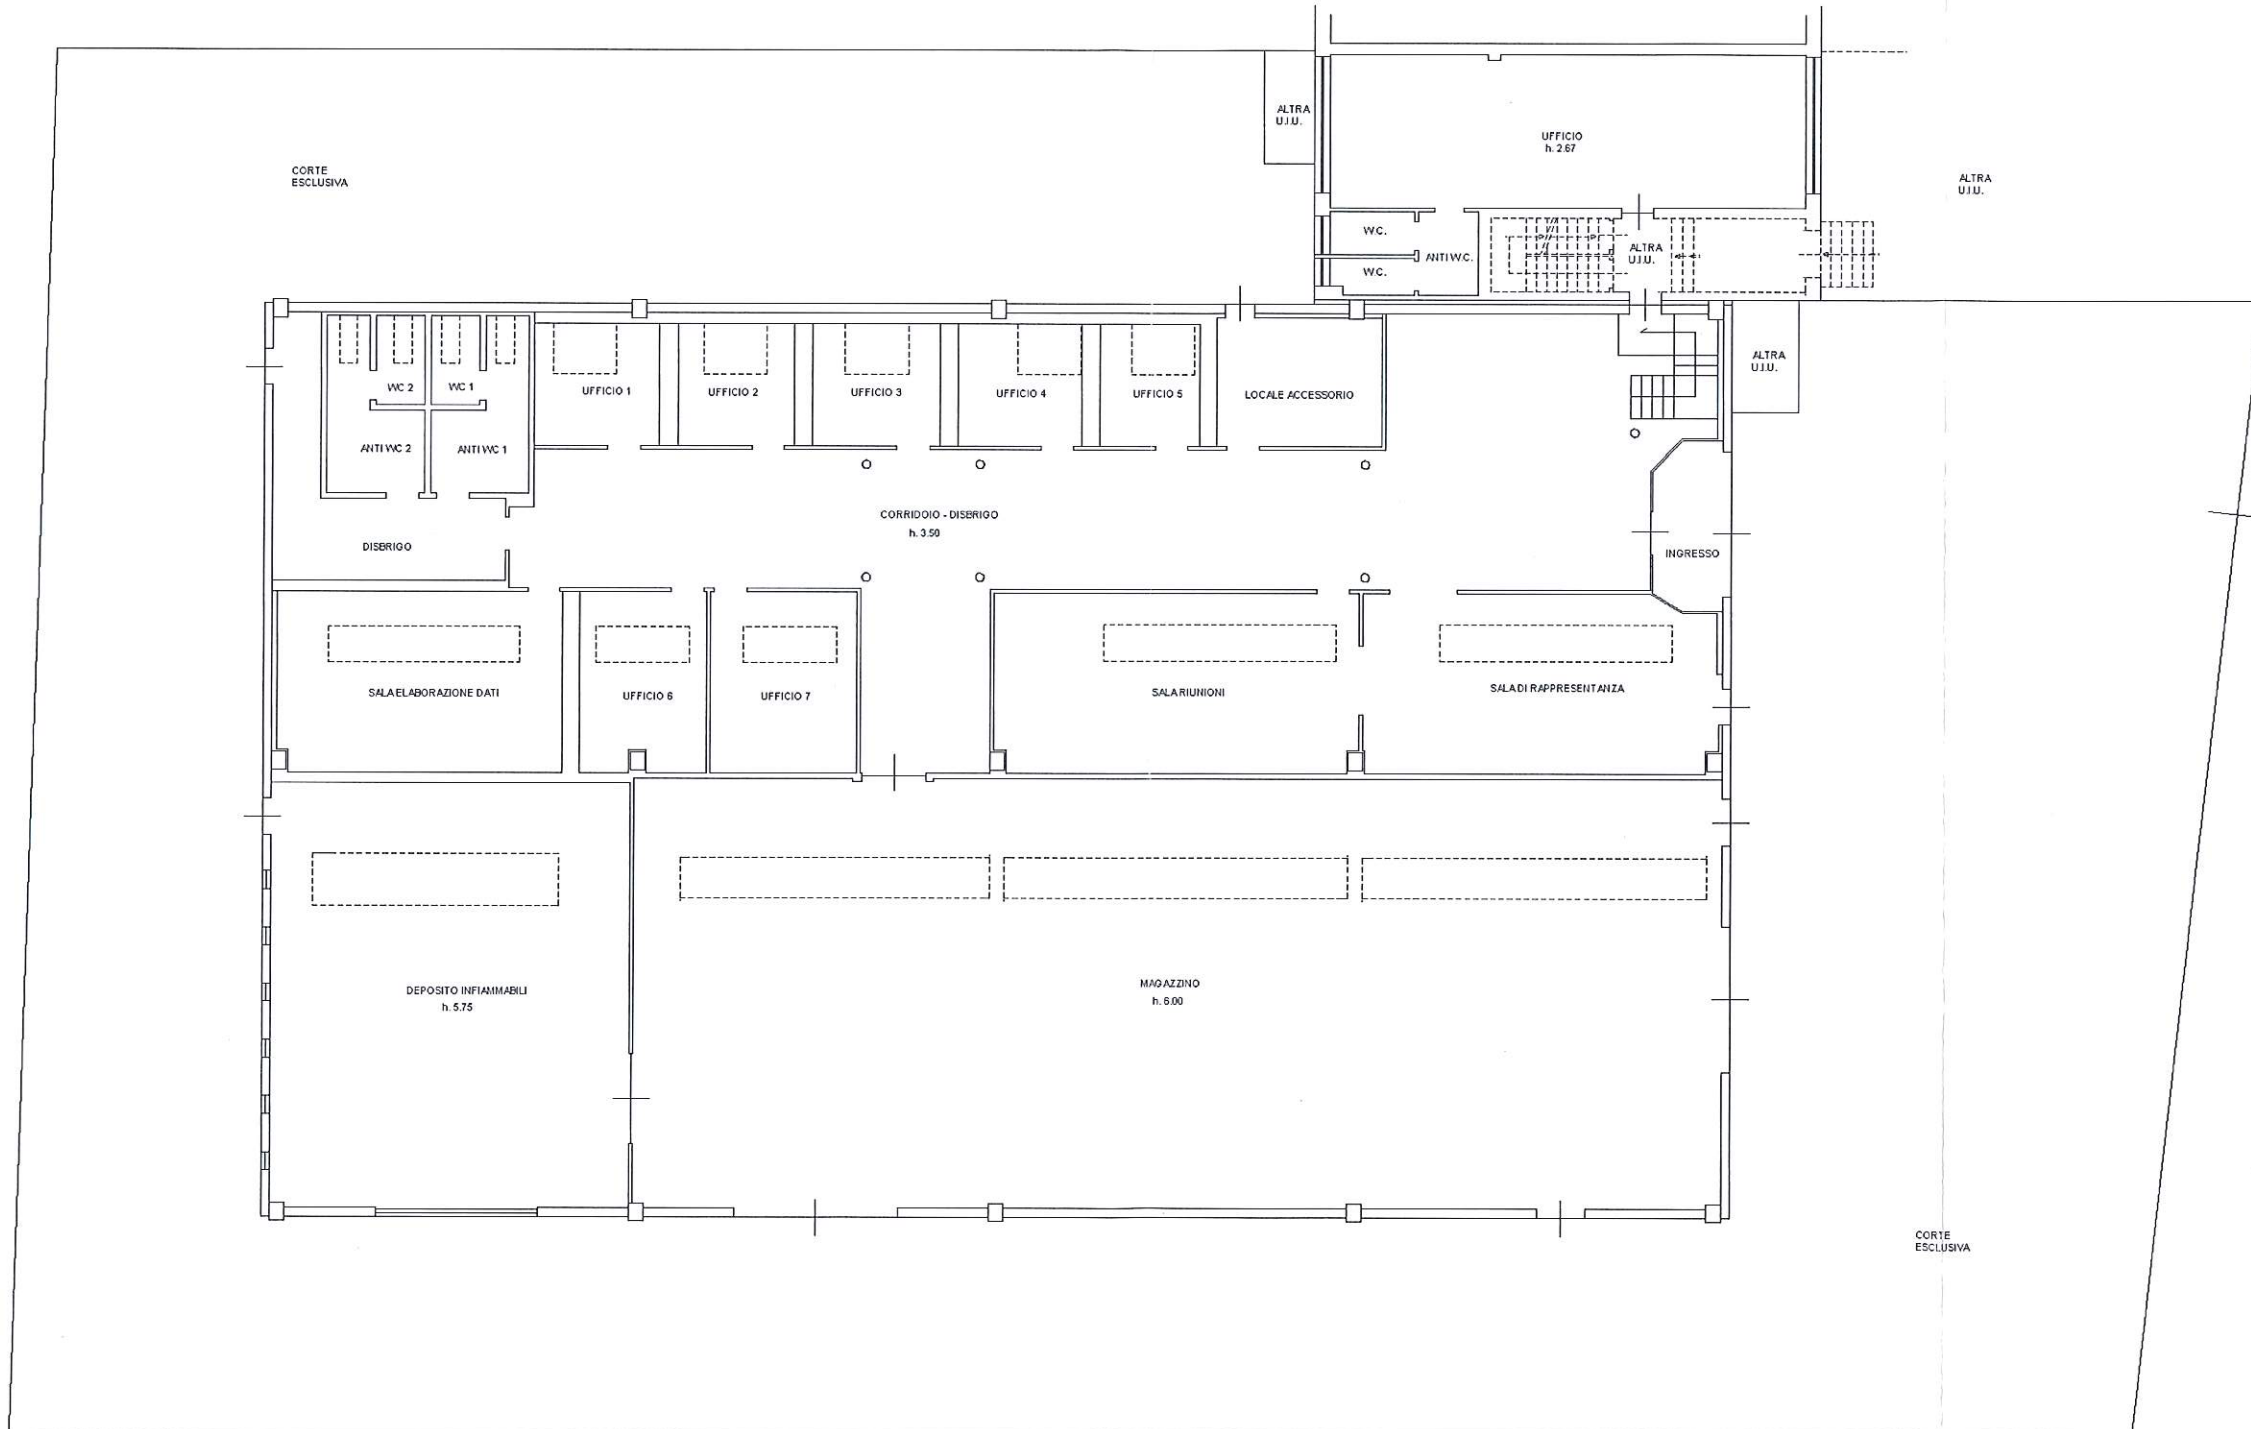 ALTRA
U.I.U.
UFFICIO
h. 2.67
CORTE
ESCLUSIVA
ALTRA
U.I.U.
W.C.
ANTI W.C.
ALTRA
U.I.U.
W.C.
WC 2
WC 1
UFFICIO 1
UFFICIO 2
UFFICIO 3
UFFICIO 4
UFFICIO 5
LOCALE ACCESSORIO
ALTRA
U.I.U.
ANTI WC 2
ANTI WC 1
CORRIDOIO - DISBRIGO
h. 3.50
DISBRIGO
INGRESSO
SALA ELABORAZIONE DATI
UFFICIO 6
UFFICIO 7
SALA RIUNIONI
SALA DI RAPPRESENTANZA
DEPOSITO INFIAMMABILI
h. 5.75
MAGAZZINO
h. 6.00
CORTE
ESCLUSIVA